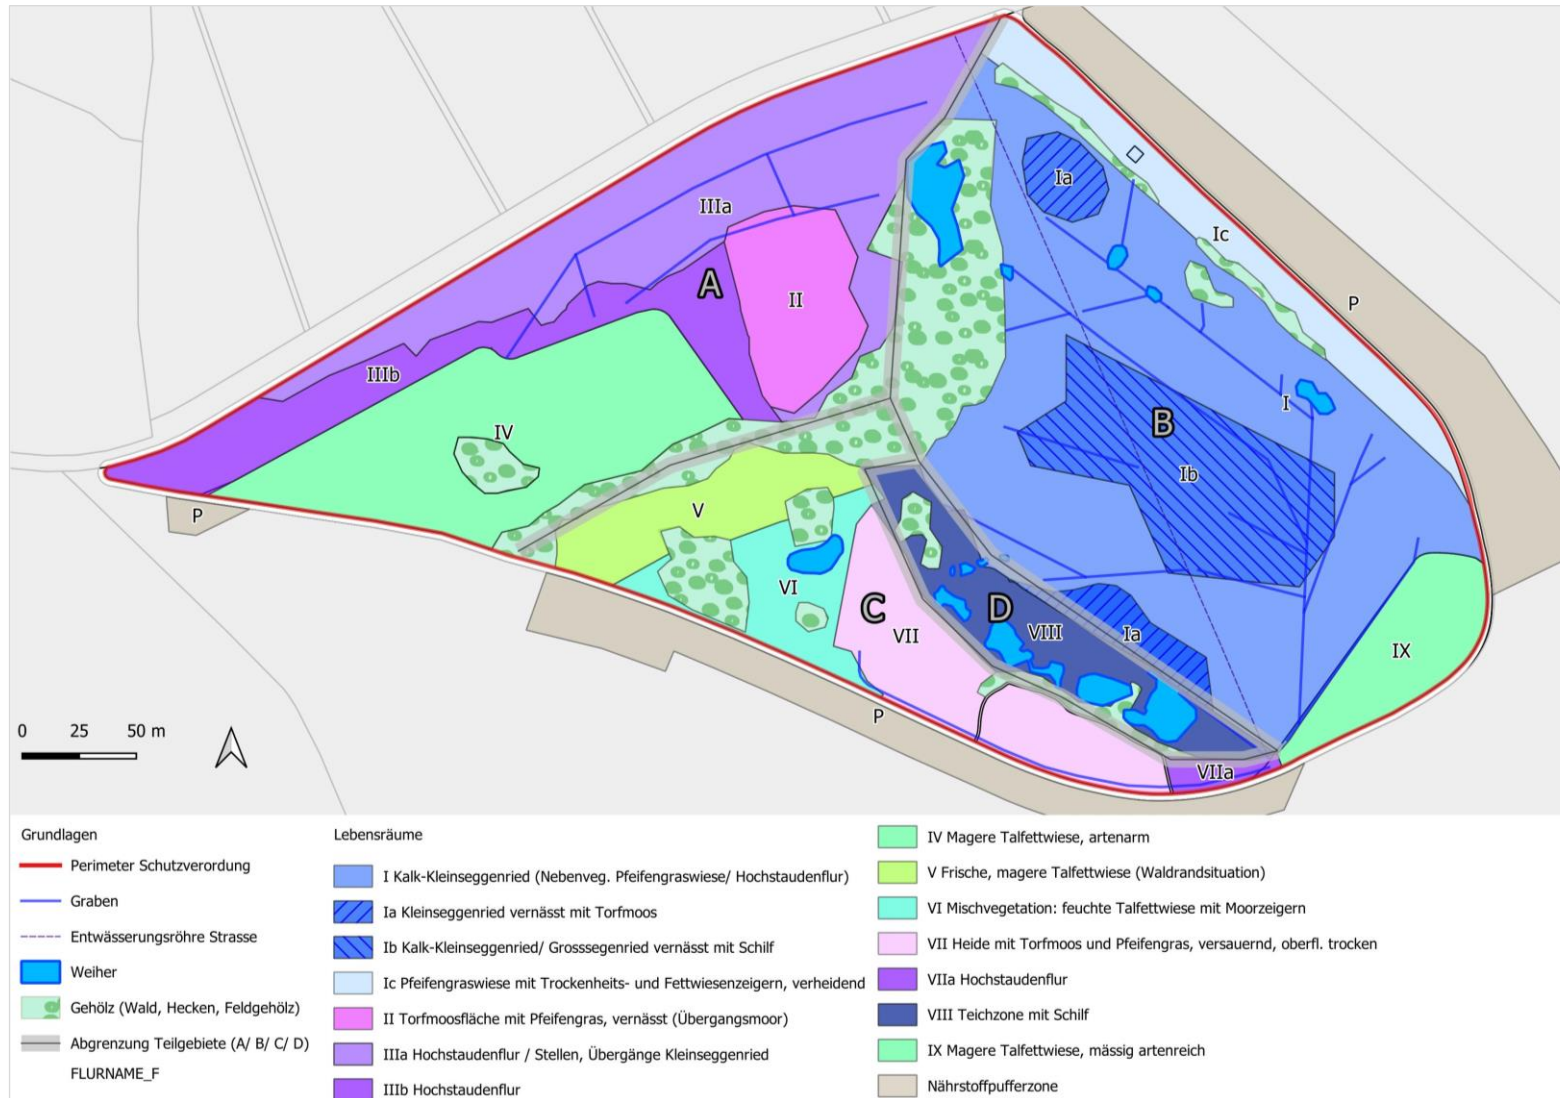 Ia
IIIa
Ic
A
II
P
IIIb
I
B
IV
Ib
V
P
VI
C
D
VII
VIII
Ia
IX
P
VIIa
0 25 50 m
Grundlagen
Perimeter Schutzverordung
Graben
Entwässerungsröhre Strasse
Weiher
Gehölz (Wald, Hecken, Feldgehölz)
Abgrenzung Teilgebiete (A/ B/ C/ D)
FLURNAME_F
Lebensräume
I Kalk-Kleinseggenried (Nebenveg. Pfeifengraswiese/ Hochstaudenflur)
Ia Kleinseggenried vernässt mit Torfmoos
Ib Kalk-Kleinseggenried/ Grosssegenried vernässt mit Schilf
Ic Pfeifengraswiese mit Trockenheits- und Fettwiesenzeigern, verheidend
II Torfmoosfläche mit Pfeifengras, vernässt (Übergangsmoor)
IIIa Hochstaudenflur / Stellen, Übergänge Kleinseggenried
IIIb Hochstaudenflur
IV Magere Talfettwiese, artenarm
V Frische, magere Talfettwiese (Waldrandsituation)
VI Mischvegetation: feuchte Talfettwiese mit Moorzeigern
VII Heide mit Torfmoos und Pfeifengras, versauernd, oberfl. trocken
VIIa Hochstaudenflur
VIII Teichzone mit Schilf
IX Magere Talfettwiese, mässig artenreich
Nährstoffpufferzone